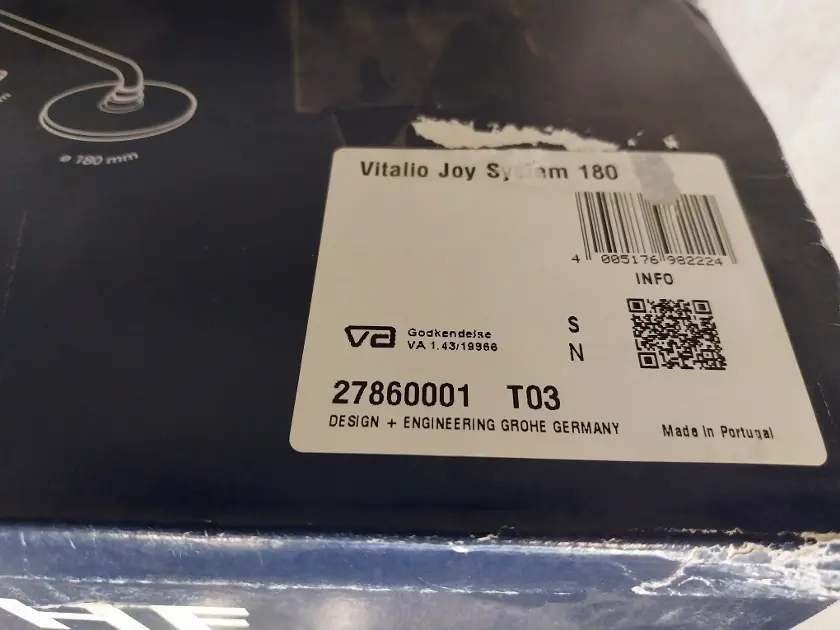 ø 180 mm
Vitalio Joy System 180
4 005176 982224
INFO
S
N
va
Godkendelse
VA 1.43/19966
27860001 T03
DESIGN + ENGINEERING GROHE GERMANY
Made in Portugal